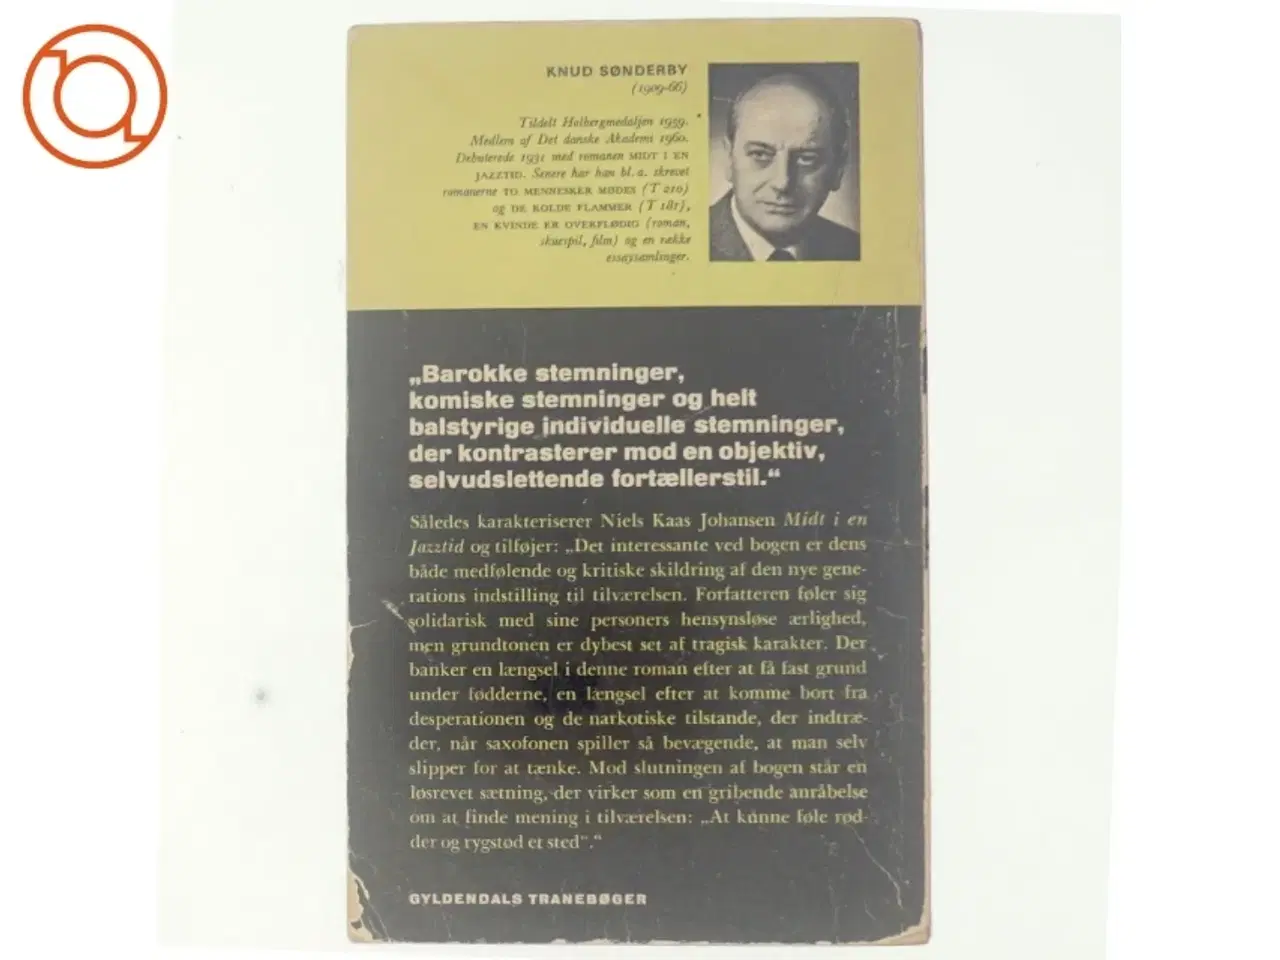 KNUD SØNDERBY
(1909-66)
Tildelt Holbergmedaljen 1959.
Medlem af Det danske Akademi 1960.
Debuterede 1931 med romanen MIDT I EN
JAZZTID. Senere har han bl. a. skrevet
romanerne TO MENNESKER MØDES (T 210)
og DE KOLDE FLAMMER (T 181),
EN KVINDE ER OVERFLØDIG (roman,
skuespil, film) og en række
essaysamlinger.
„Barokke stemninger,
komiske stemninger og helt
balstyrige individuelle stemninger,
der kontrasterer mod en objektiv,
selvudslettende fortællerstil.“
Således karakteriserer Niels Kaas Johansen Midt i en
Jazztid og tilføjer: „Det interessante ved bogen er dens
både medfølende og kritiske skildring af den nye gene-
rations indstilling til tilværelsen. Forfatteren føler sig
solidarisk med sine personers hensynsløse ærlighed,
men grundtonen er dybest set af tragisk karakter. Der
banker en længsel i denne roman efter at få fast grund
under fødderne, en længsel efter at komme bort fra
desperationen og de narkotiske tilstande, der indtræ-
der, når saxofonen spiller så bevægende, at man selv
slipper for at tænke. Mod slutningen af bogen står en
løsrevet sætning, der virker som en gribende anråbelse
om at finde mening i tilværelsen: „At kunne føle rød-
der og rygstød et sted“.“
GYLDENDALS TRANEBØGER